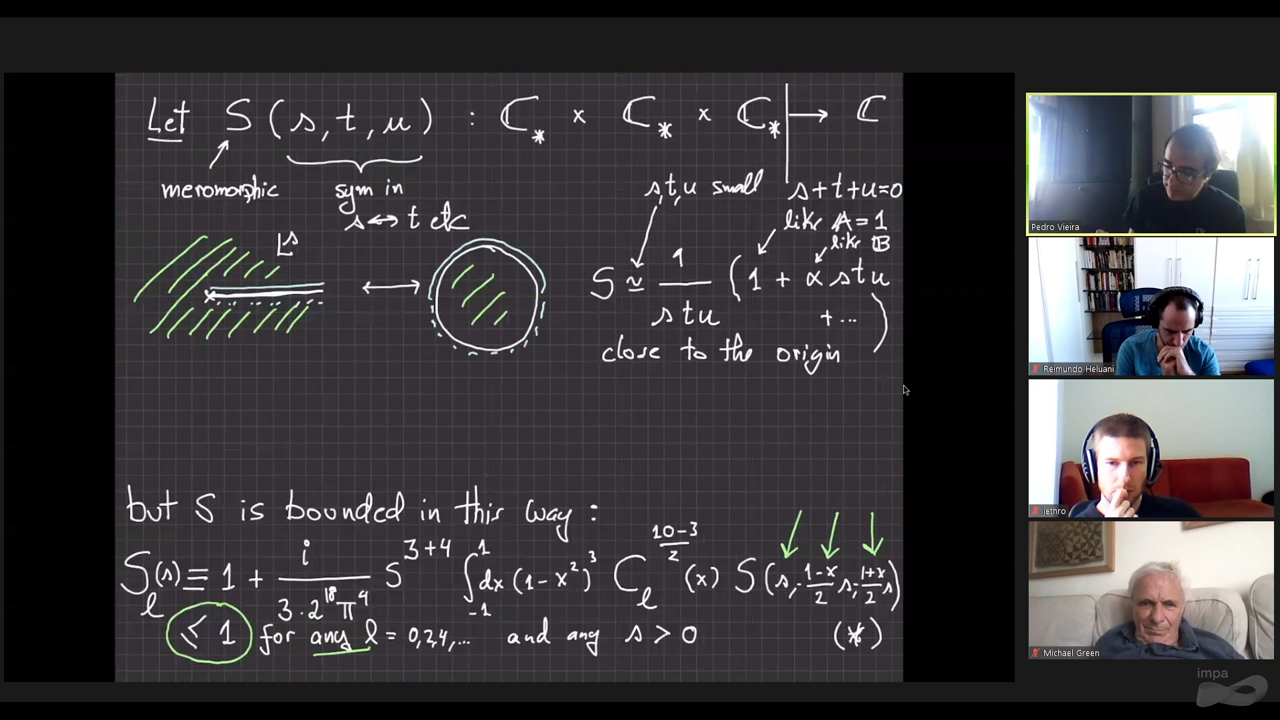 Let S (s, t, u) : ℂ* × ℂ* × ℂ* | → ℂ
meromorphic
sym in
s ↔ t etc
s,t,u small
s+t+u=0
like A = 1
like B
s
S ≃ 1/(stu) (1 + α stu
+ ...)
close to the origin
but S is bounded in this way :
S_l(s) ≡ 1 + i/(3·2^18 π^4) s^(3+4) ∫_{-1}^{1} dx (1-x²)³ C_l^((10-3)/2) (x) S(s, -(1-x)/2 s, -(1+x)/2 s)
≤ 1 for any l = 0,2,4,... and any s > 0 (*)
Pedro Vieira
Reimundo Heluani
Jethro
Michael Green
impa